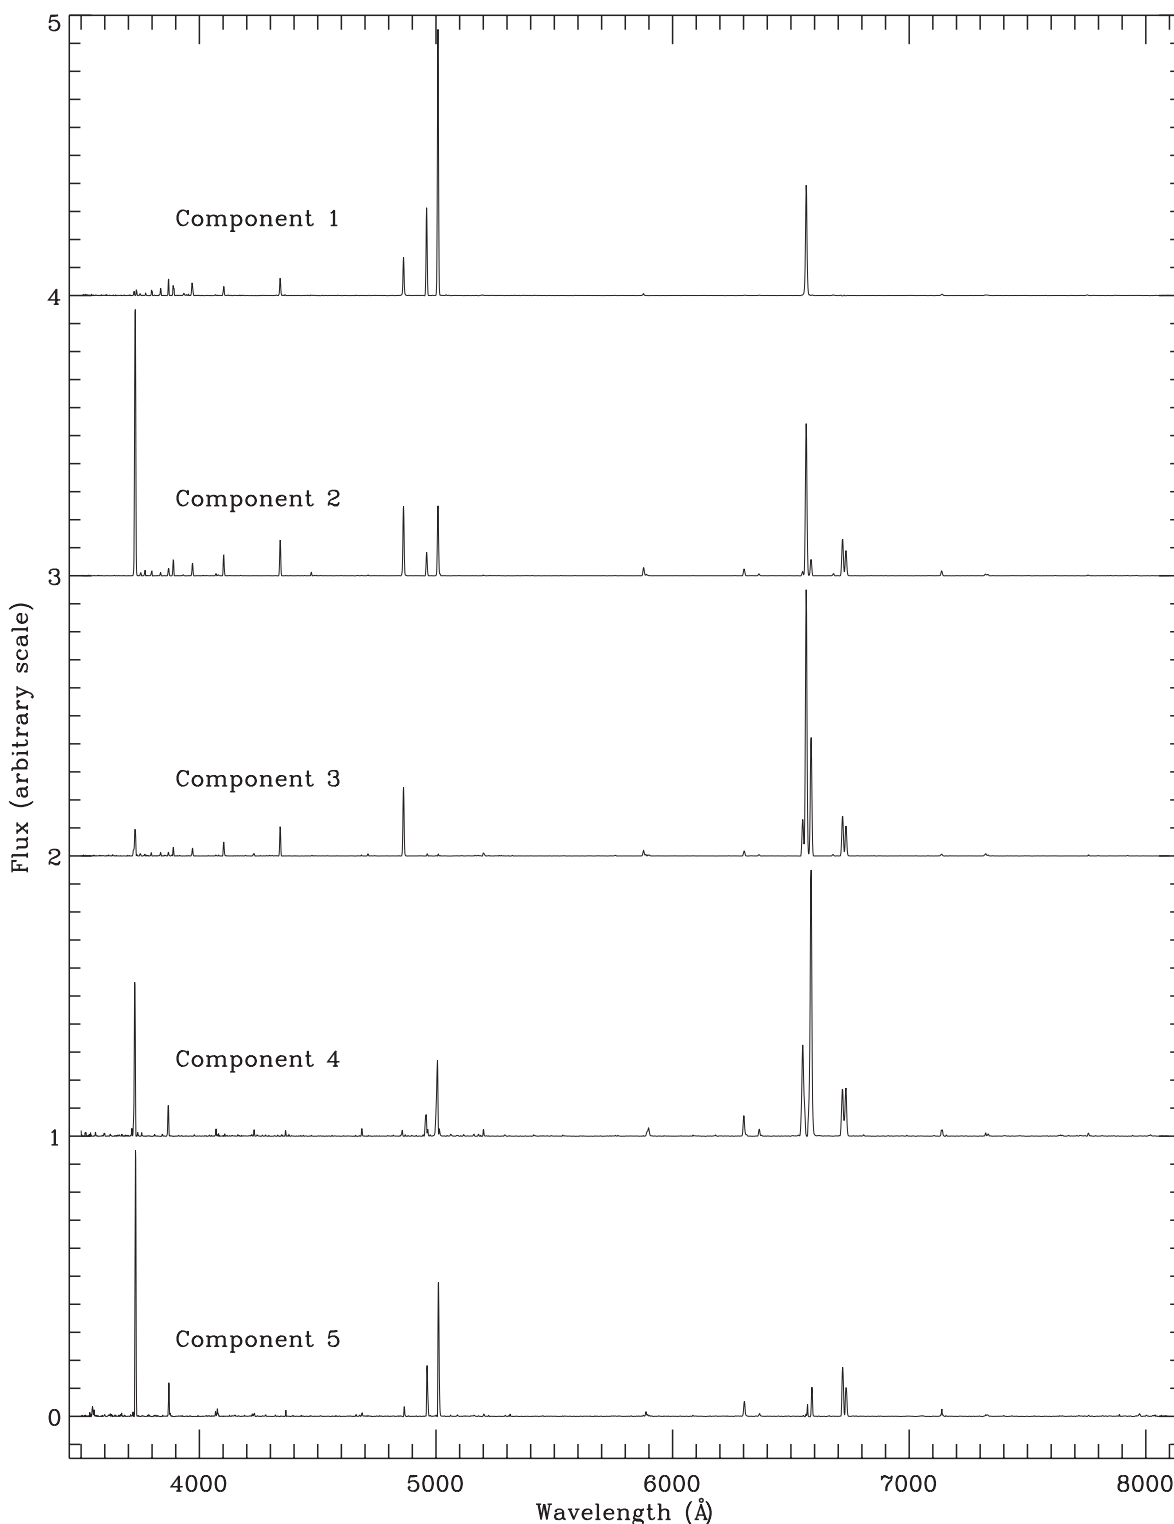 5
Component 1
4
Component 2
3
Component 3
2
Component 4
1
Component 5
0
Flux (arbitrary scale)
4000 5000 6000 7000 8000
Wavelength (Å)